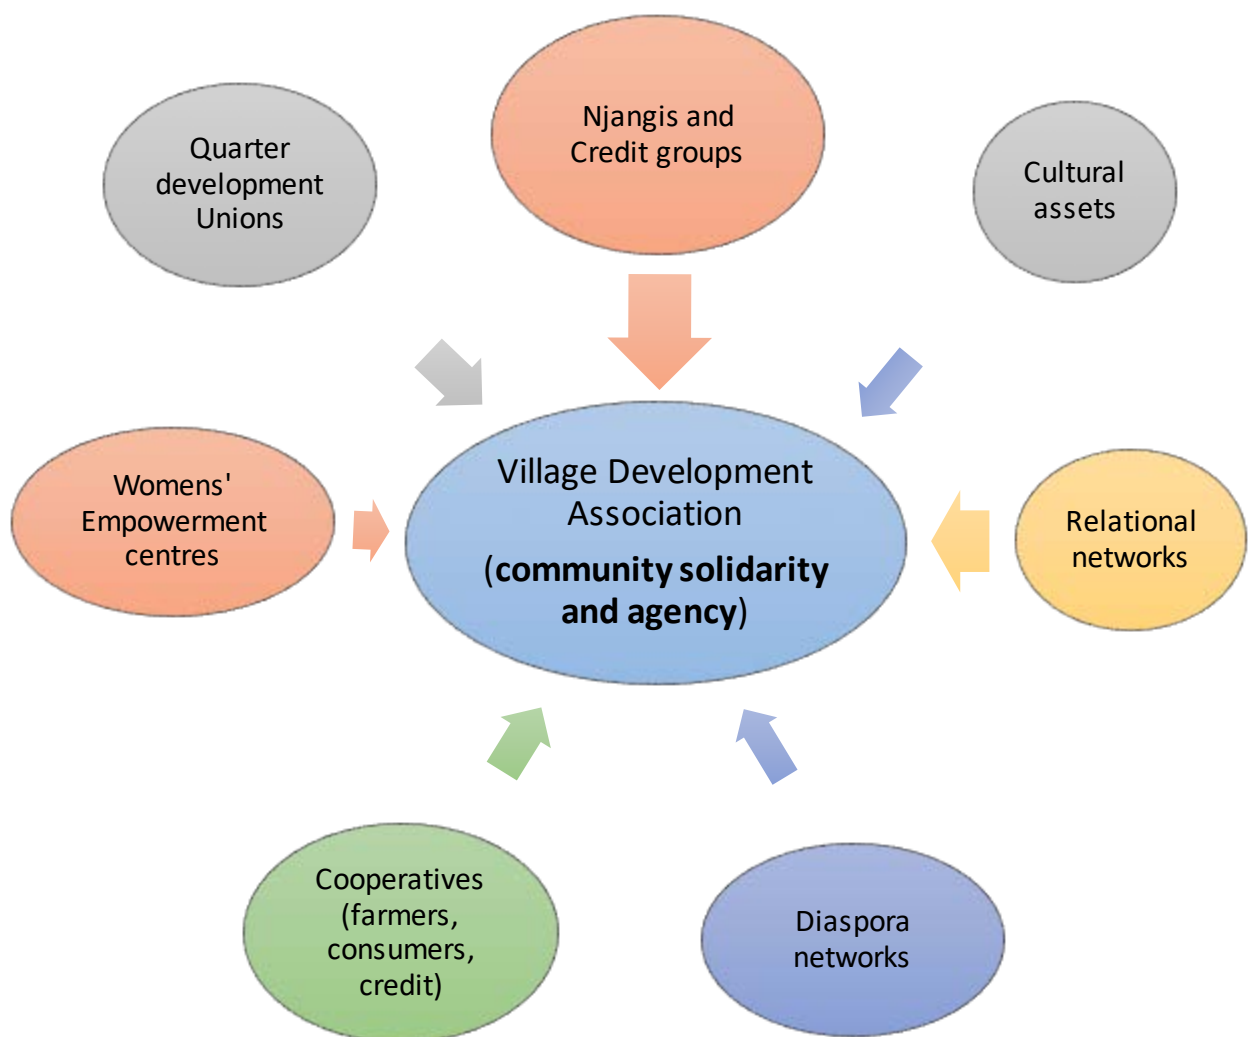 Njangis and
Credit groups
Quarter
development
Unions
Cultural
assets
Village Development
Association
(community solidarity
and agency)
Womens'
Empowerment
centres
Relational
networks
Cooperatives
(farmers,
consumers,
credit)
Diaspora
networks